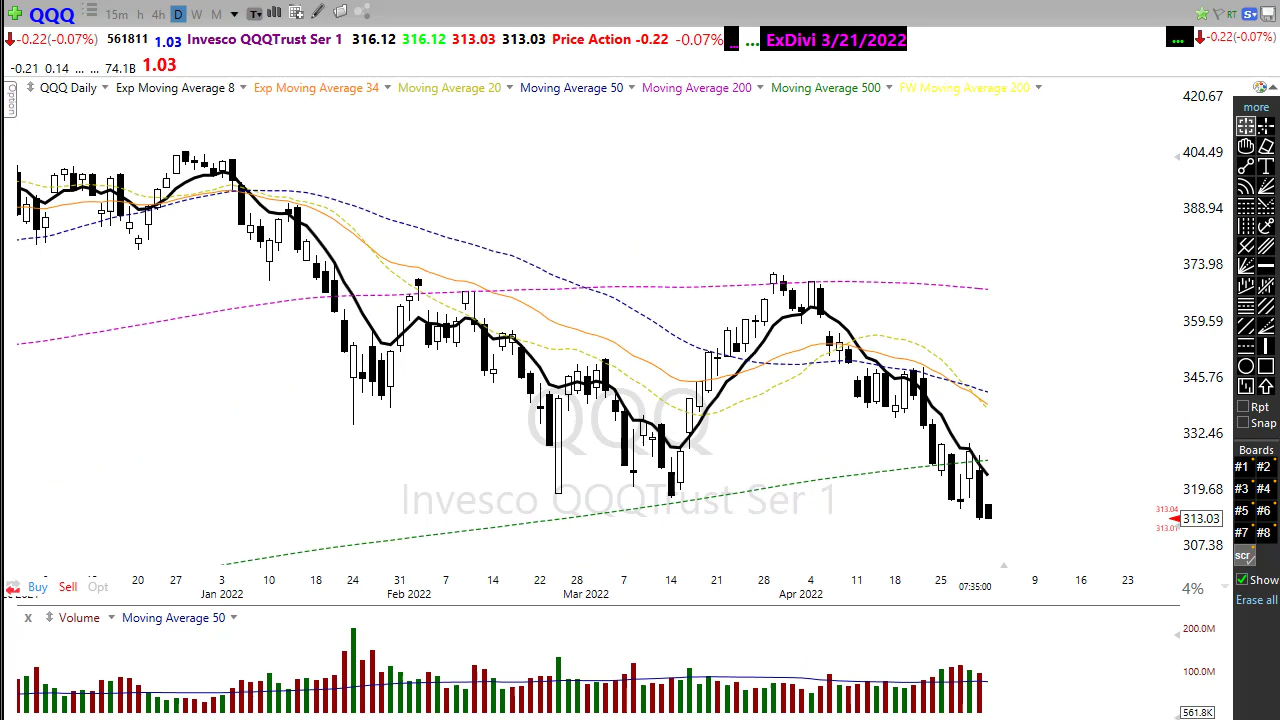 QQQ 15m h 4h D W M T RT S
-0.22(-0.07%) 561811 1.03 Invesco QQQTrust Ser 1 316.12 316.12 313.03 313.03 Price Action -0.22 -0.07% ... ... ExDivi 3/21/2022 ... -0.22(-0.07%)
-0.21 0.14 ... ... 74.1B 1.03
Option
QQQ Daily Exp Moving Average 8 Exp Moving Average 34 Moving Average 20 Moving Average 50 Moving Average 200 Moving Average 500 FW Moving Average 200
420.67
404.49
388.94
373.98
359.59
345.76
332.46
319.68
313.04
313.03
313.01
307.38
QQQ
Invesco QQQTrust Ser 1
more
Rpt
Snap
Boards
#1 #2
#3 #4
#5 #6
#7 #8
scr
Show
Erase all
20 27 3 10 18 24 31 7 14 22 28 7 14 21 28 4 11 18 25 07:35:00 9 16 23
Buy Sell Opt
Jan 2022 Feb 2022 Mar 2022 Apr 2022
4%
X Volume Moving Average 50
200.0M
100.0M
561.8K